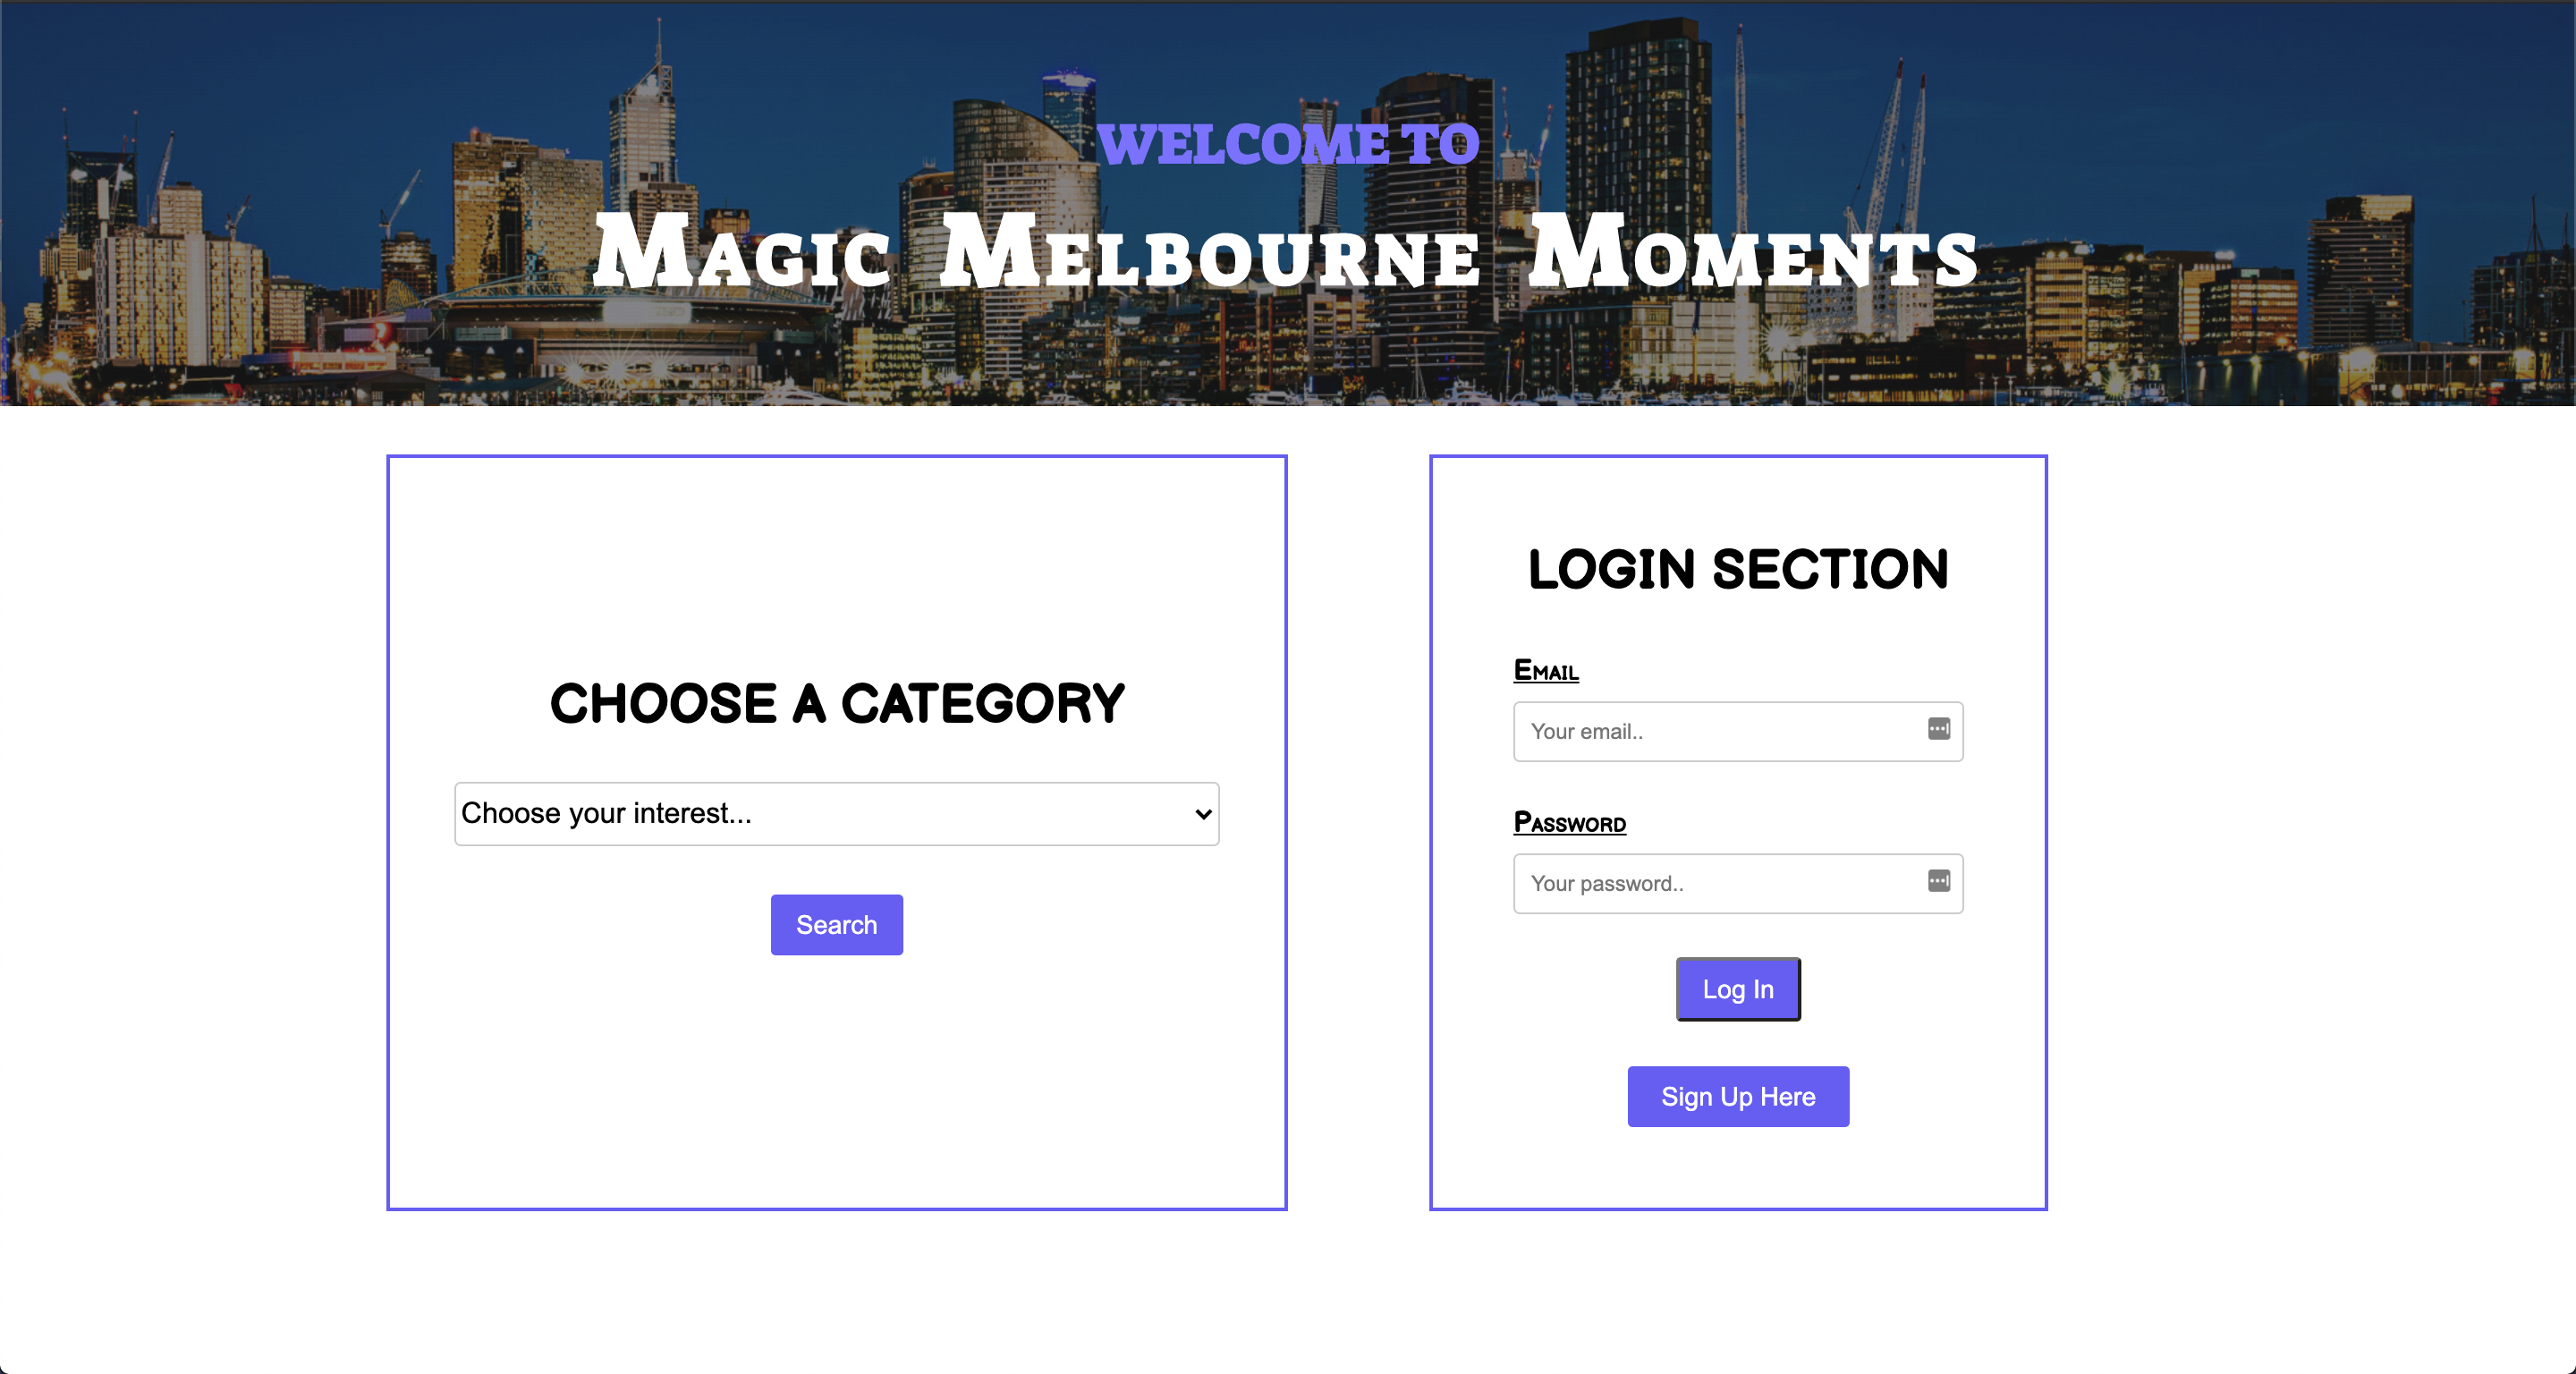 WELCOME TO
Magic Melbourne Moments
CHOOSE A CATEGORY
Choose your interest...
Search
LOGIN SECTION
Email
Your email..
Password
Your password..
Log In
Sign Up Here